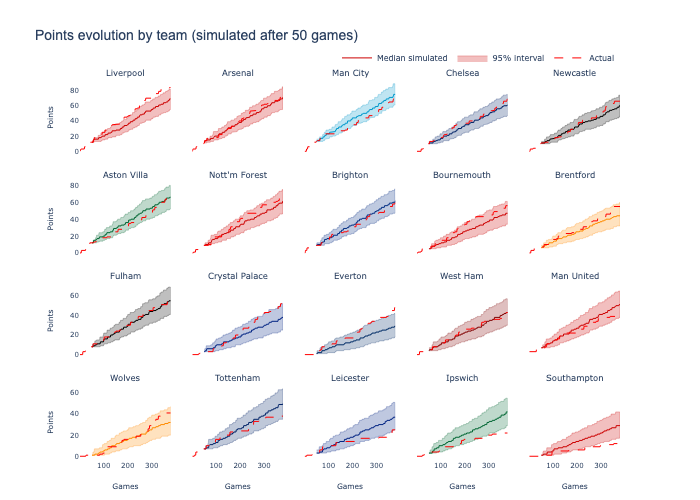 Points evolution by team (simulated after 50 games)
Median simulated 95% interval Actual
Liverpool Arsenal Man City Chelsea Newcastle
80
60
40
20
0
Points
Aston Villa Nott'm Forest Brighton Bournemouth Brentford
80
60
40
20
0
Points
Fulham Crystal Palace Everton West Ham Man United
60
40
20
0
Points
Wolves Tottenham Leicester Ipswich Southampton
60
40
20
0
Points
100 200 300 100 200 300 100 200 300 100 200 300 100 200 300
Games Games Games Games Games